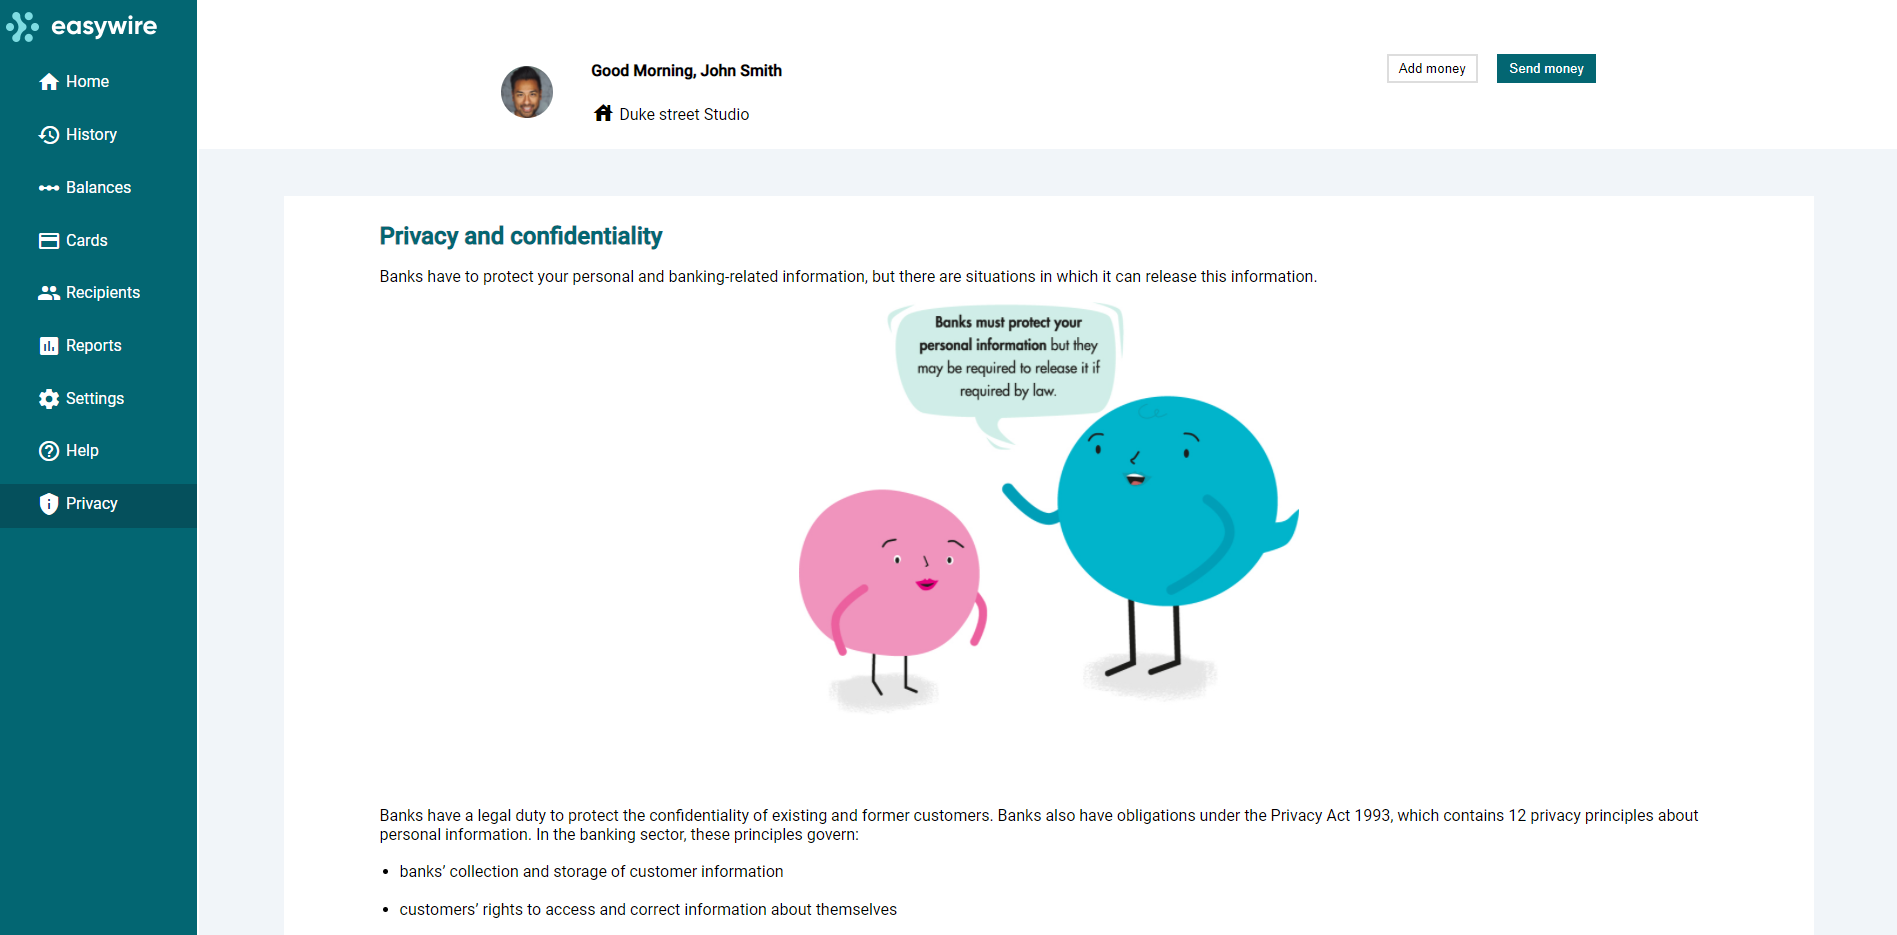 easywire
Home
History
Balances
Cards
Recipients
Reports
Settings
Help
Privacy
Good Morning, John Smith
Duke street Studio
Add money
Send money
Privacy and confidentiality
Banks have to protect your personal and banking-related information, but there are situations in which it can release this information.
Banks must protect your
personal information but they
may be required to release it if
required by law.
Banks have a legal duty to protect the confidentiality of existing and former customers. Banks also have obligations under the Privacy Act 1993, which contains 12 privacy principles about
personal information. In the banking sector, these principles govern:
• banks’ collection and storage of customer information
• customers’ rights to access and correct information about themselves